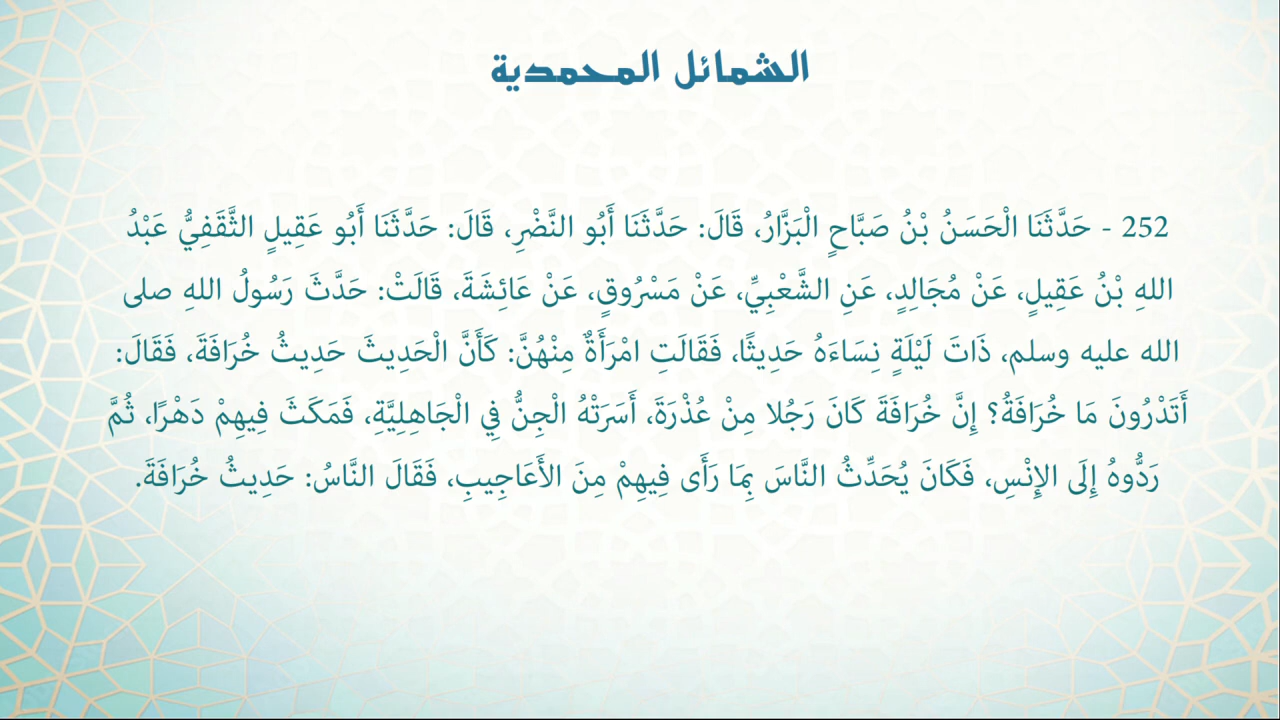 الشمائل المحمدية
252 - حَدَّثَنَا الْحَسَنُ بْنُ صَبَّاحٍ الْبَزَّارُ، قَالَ: حَدَّثَنَا أَبُو النَّضْرِ، قَالَ: حَدَّثَنَا أَبُو عَقِيلٍ الثَّقَفِيُّ عَبْدُ
اللهِ بْنُ عَقِيلٍ، عَنْ مُجَالِدٍ، عَنِ الشَّعْبِيِّ، عَنْ مَسْرُوقٍ، عَنْ عَائِشَةَ، قَالَتْ: حَدَّثَ رَسُولُ اللهِ صلى
الله عليه وسلم، ذَاتَ لَيْلَةٍ نِسَاءَهُ حَدِيثًا، فَقَالَتِ امْرَأَةٌ مِنْهُنَّ: كَأَنَّ الْحَدِيثَ حَدِيثُ خُرَافَةَ، فَقَالَ:
أَتَدْرُونَ مَا خُرَافَةُ؟ إِنَّ خُرَافَةَ كَانَ رَجُلا مِنْ عُذْرَةَ، أَسَرَتْهُ الْجِنُّ فِي الْجَاهِلِيَّةِ، فَمَكَثَ فِيهِمْ دَهْرًا، ثُمَّ
رَدُّوهُ إِلَى الإِنْسِ، فَكَانَ يُحَدِّثُ النَّاسَ بِمَا رَأَى فِيهِمْ مِنَ الأَعَاجِيبِ، فَقَالَ النَّاسُ: حَدِيثُ خُرَافَةَ.